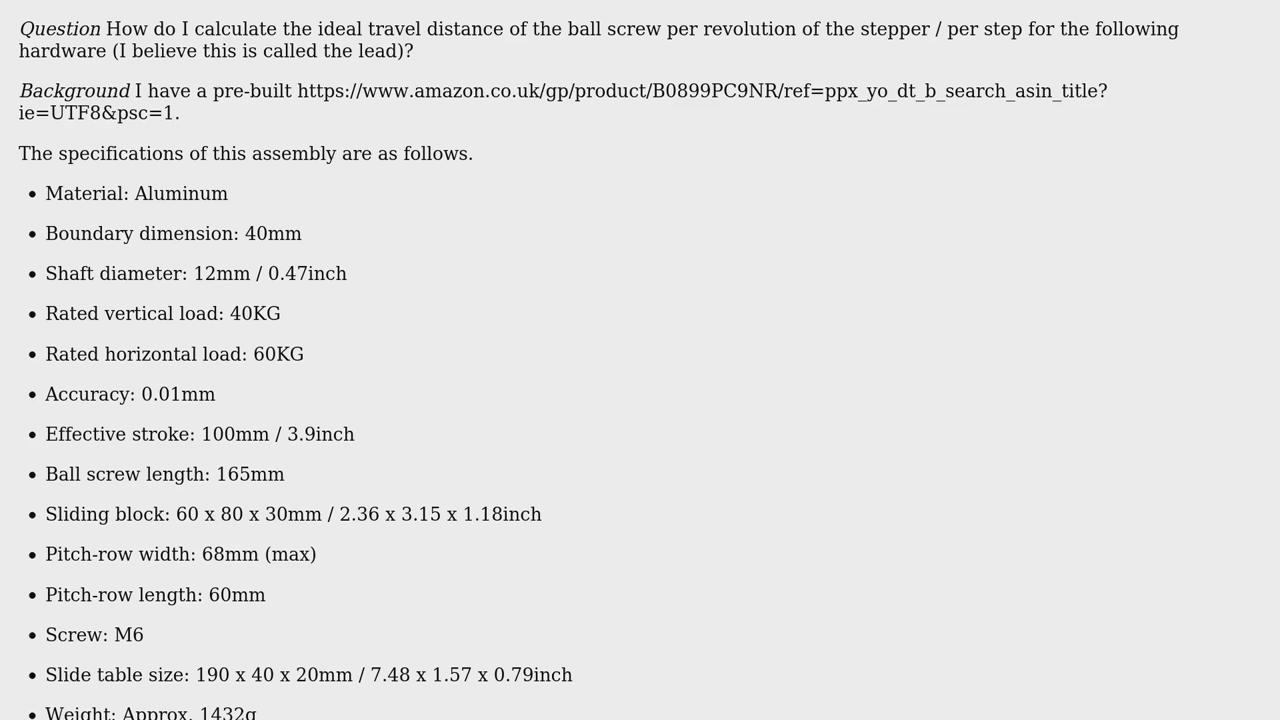 Question How do I calculate the ideal travel distance of the ball screw per revolution of the stepper / per step for the following
hardware (I believe this is called the lead)?
Background I have a pre-built https://www.amazon.co.uk/gp/product/B0899PC9NR/ref=ppx_yo_dt_b_search_asin_title?
ie=UTF8&psc=1.
The specifications of this assembly are as follows.
• Material: Aluminum
• Boundary dimension: 40mm
• Shaft diameter: 12mm / 0.47inch
• Rated vertical load: 40KG
• Rated horizontal load: 60KG
• Accuracy: 0.01mm
• Effective stroke: 100mm / 3.9inch
• Ball screw length: 165mm
• Sliding block: 60 x 80 x 30mm / 2.36 x 3.15 x 1.18inch
• Pitch-row width: 68mm (max)
• Pitch-row length: 60mm
• Screw: M6
• Slide table size: 190 x 40 x 20mm / 7.48 x 1.57 x 0.79inch
• Weight: Approx. 1432g